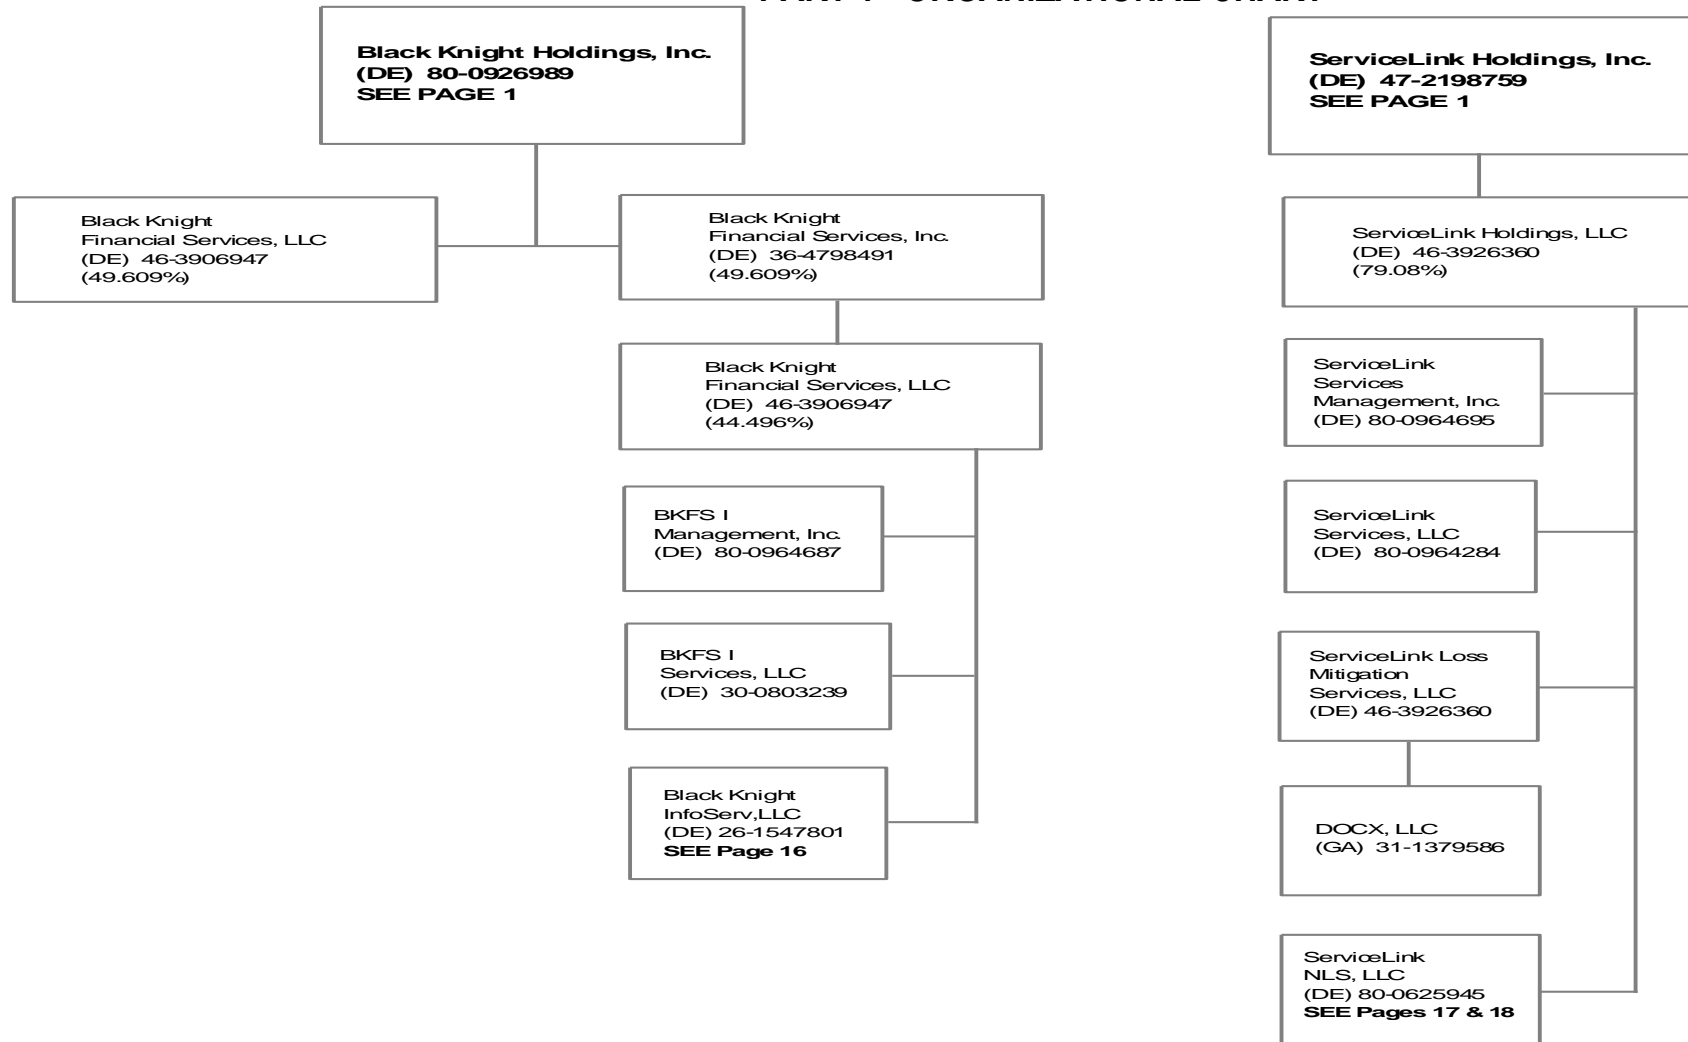 Black Knight Holdings, Inc.
(DE) 80-0926989
SEE PAGE 1
Black Knight
Financial Services, LLC
(DE) 46-3906947
(49.609%)
Black Knight
Financial Services, Inc.
(DE) 36-4798491
(49.609%)
Black Knight
Financial Services, LLC
(DE) 46-3906947
(44.496%)
BKFS I
Management, Inc.
(DE) 80-0964687
BKFS I
Services, LLC
(DE) 30-0803239
Black Knight
InfoServ,LLC
(DE) 26-1547801
SEE Page 16
ServiceLink Holdings, Inc.
(DE) 47-2198759
SEE PAGE 1
ServiceLink Holdings, LLC
(DE) 46-3926360
(79.08%)
ServiceLink
Services
Management, Inc.
(DE) 80-0964695
ServiceLink
Services, LLC
(DE) 80-0964284
ServiceLink Loss
Mitigation
Services, LLC
(DE) 46-3926360
DOCX, LLC
(GA) 31-1379586
ServiceLink
NLS, LLC
(DE) 80-0625945
SEE Pages 17 & 18